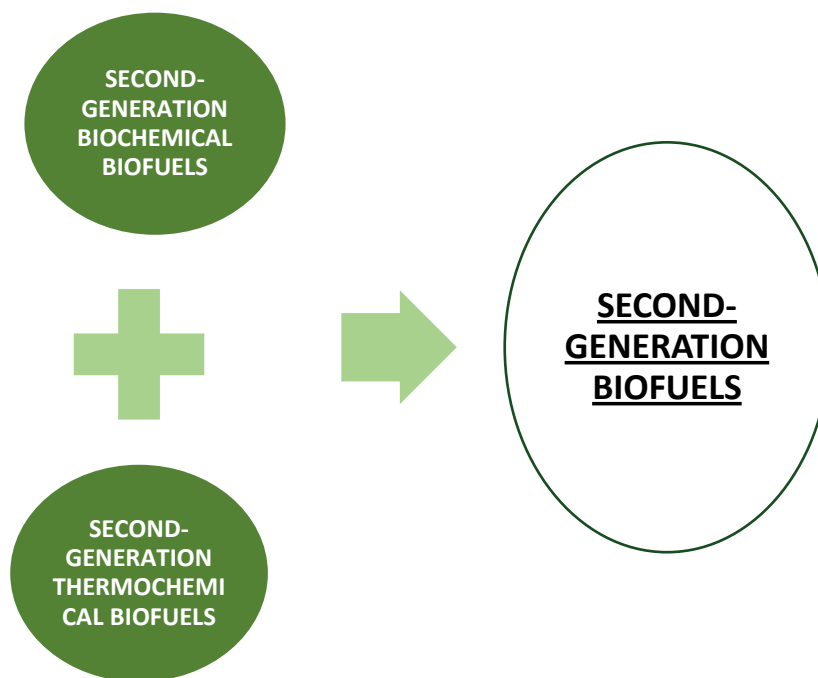 SECOND-
GENERATION
BIOCHEMICAL
BIOFUELS
SECOND-
GENERATION
THERMOCHEMI
CAL BIOFUELS
SECOND-
GENERATION
BIOFUELS